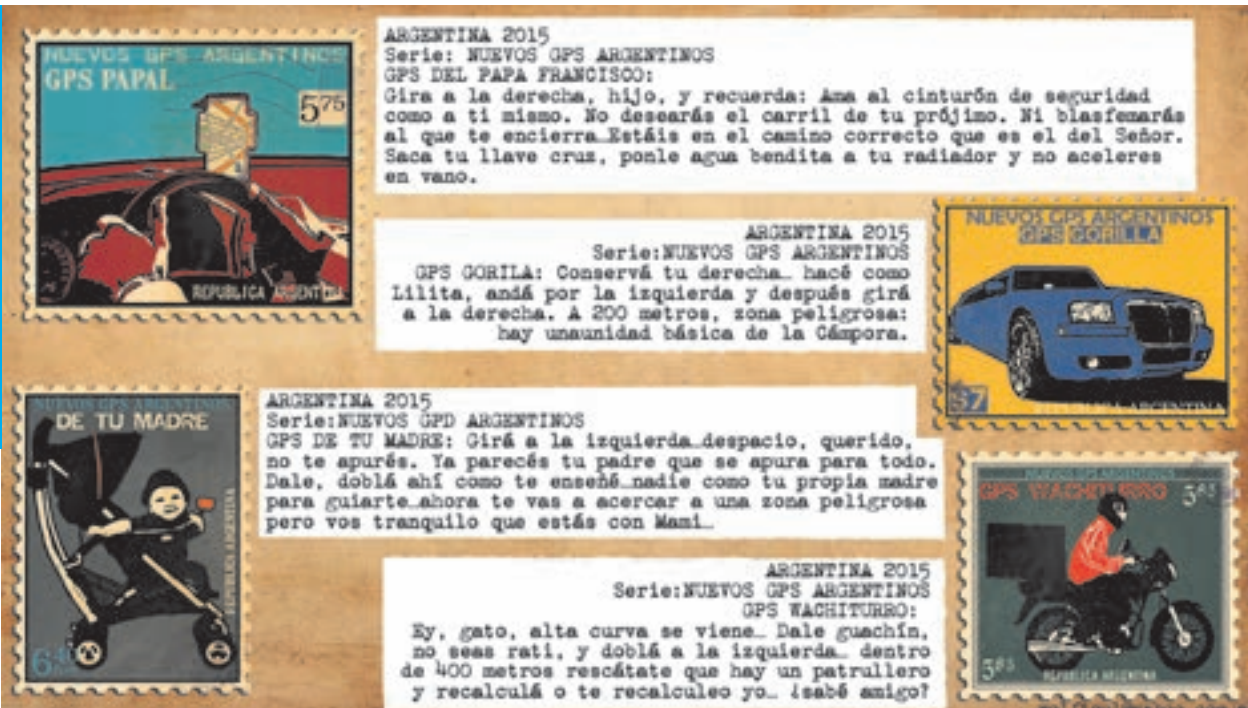 NUEVOS GPS ARGENTINOS
GPS PAPAL
5 75
REPUBLICA ARGENTINA
ARGENTINA 2015
Serie: NUEVOS GPS ARGENTINOS
GPS DEL PAPA FRANCISCO:
Gira a la derecha, hijo, y recuerda: Ama al cinturón de seguridad
como a ti mismo. No desearás el carril de tu prójimo. Ni blasfemarás
al que te encierra…Estáis en el camino correcto que es el del Señor.
Saca tu llave cruz, ponle agua bendita a tu radiador y no aceleres
en vano.
ARGENTINA 2015
Serie:NUEVOS GPS ARGENTINOS
GPS GORILA: Conservá tu derecha… hacé como
Lilita, andá por la izquierda y después girá
a la derecha. A 200 metros, zona peligrosa:
hay unaunidad básica de la Cámpora.
NUEVOS GPS ARGENTINOS
GPS GORILLA
$7
REPUBLICA ARGENTINA
NUEVOS GPS ARGENTINOS
DE TU MADRE
REPUBLICA ARGENTINA
ARGENTINA 2015
Serie:NUEVOS GPD ARGENTINOS
GPS DE TU MADRE: Girá a la izquierda…despacio, querido,
no te apurés. Ya parecés tu padre que se apura para todo.
Dale, doblá ahí como te enseñé…nadie como tu propia madre
para guiarte…ahora te vas a acercar a una zona peligrosa
pero vos tranquilo que estás con Mami…
ARGENTINA 2015
Serie:NUEVOS GPS ARGENTINOS
GPS WACHITURRO:
Ey, gato, alta curva se viene… Dale guachín,
no seas rati, y doblá a la izquierda… dentro
de 400 metros rescátate que hay un patrullero
y recalculá o te recalculeo yo… ¿sabé amigo?
NUEVOS GPS ARGENTINOS
GPS WACHITURRO
3 85
3 85
REPUBLICA ARGENTINA